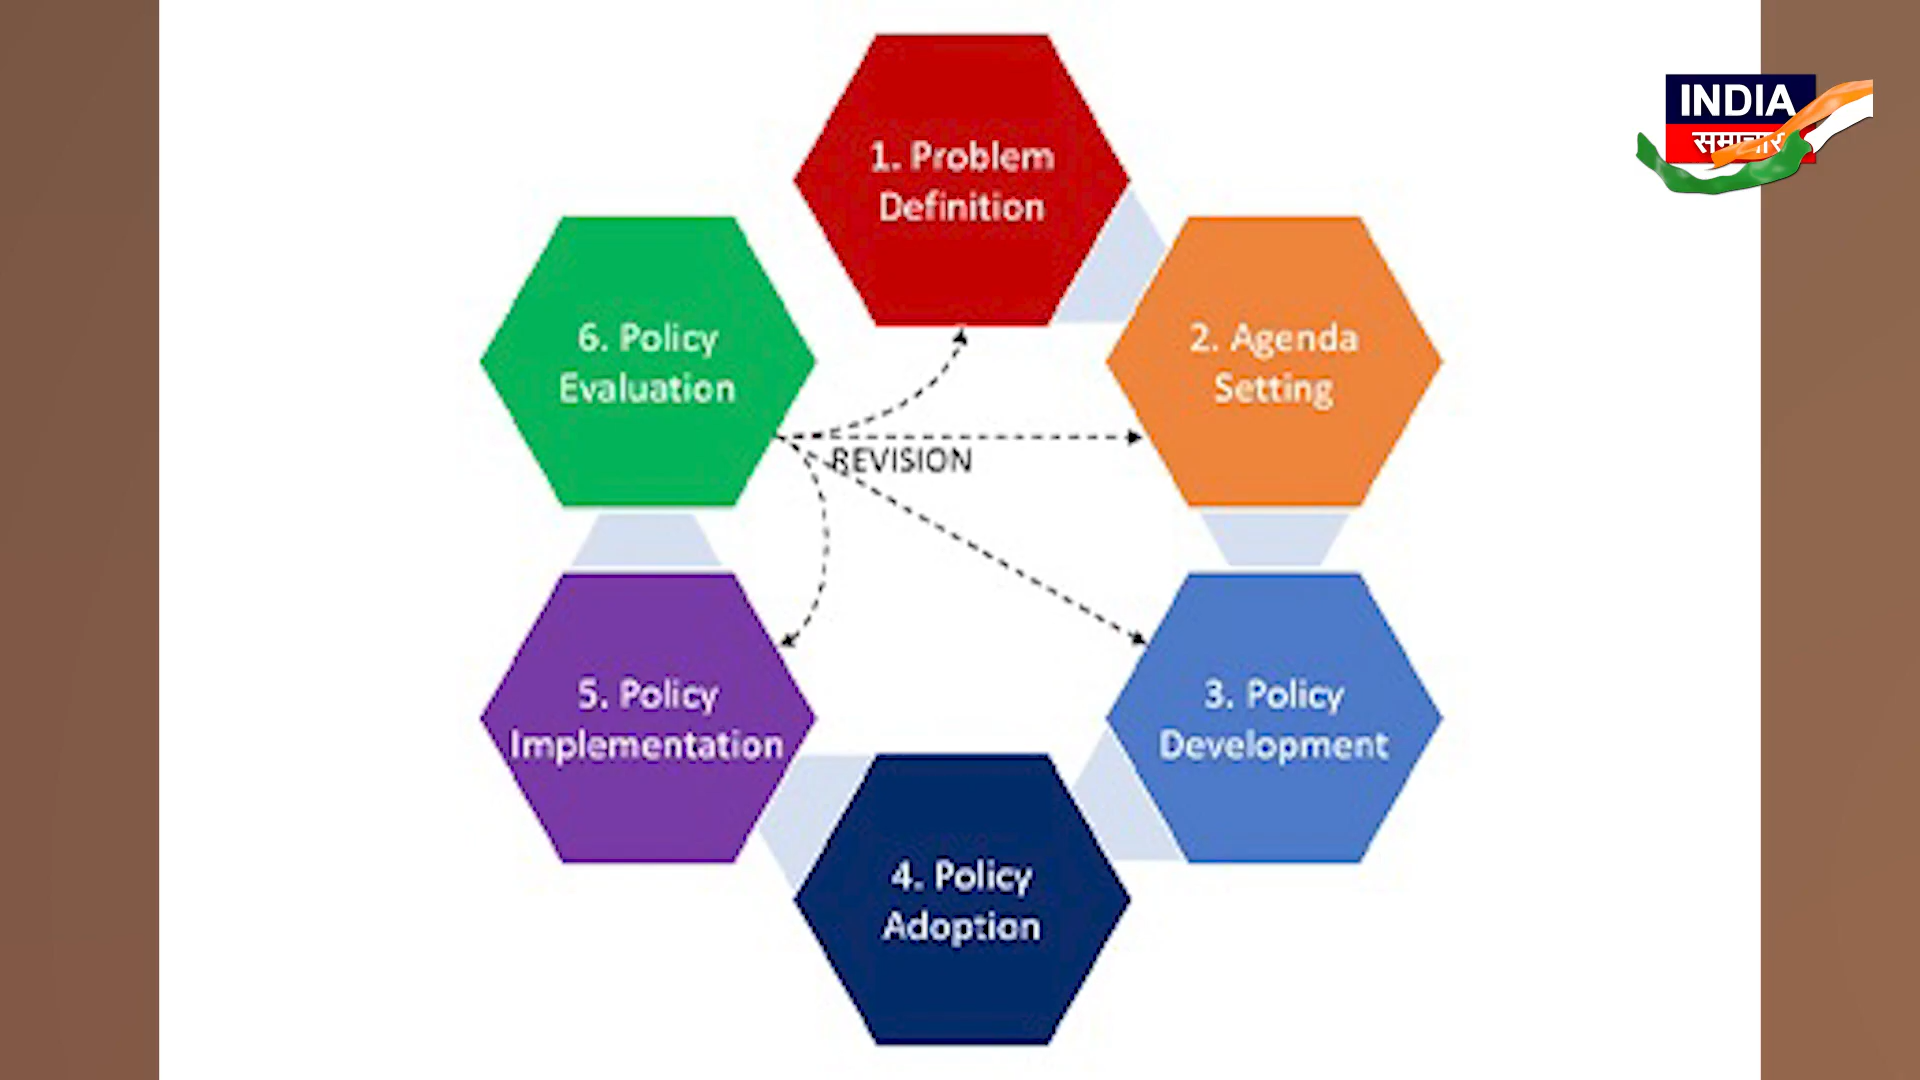 1. Problem
Definition
2. Agenda
Setting
3. Policy
Development
4. Policy
Adoption
5. Policy
Implementation
6. Policy
Evaluation
REVISION
INDIA
समाचार